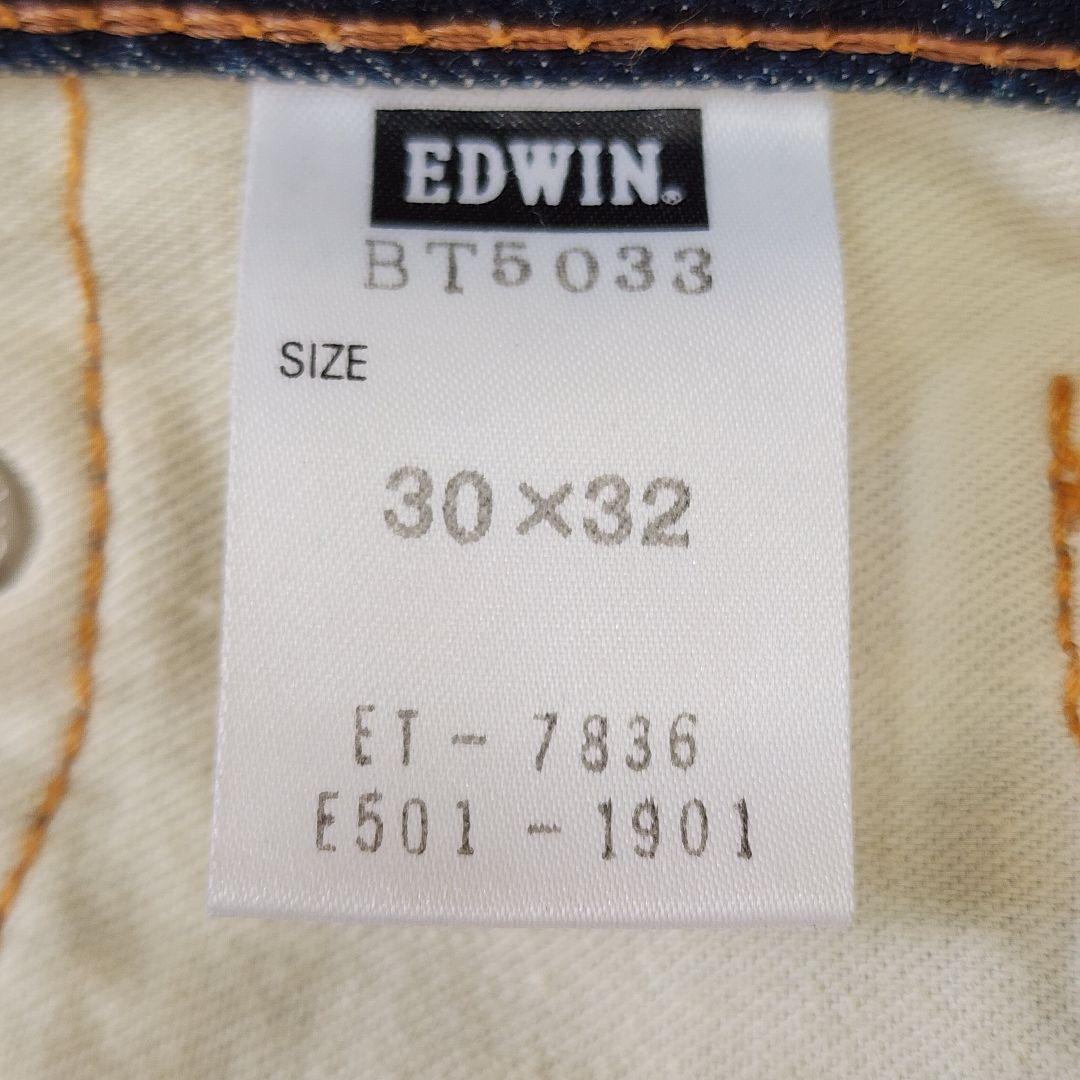 EDWIN®
BT5033
SIZE
30×32
ET-7836
E501-1901